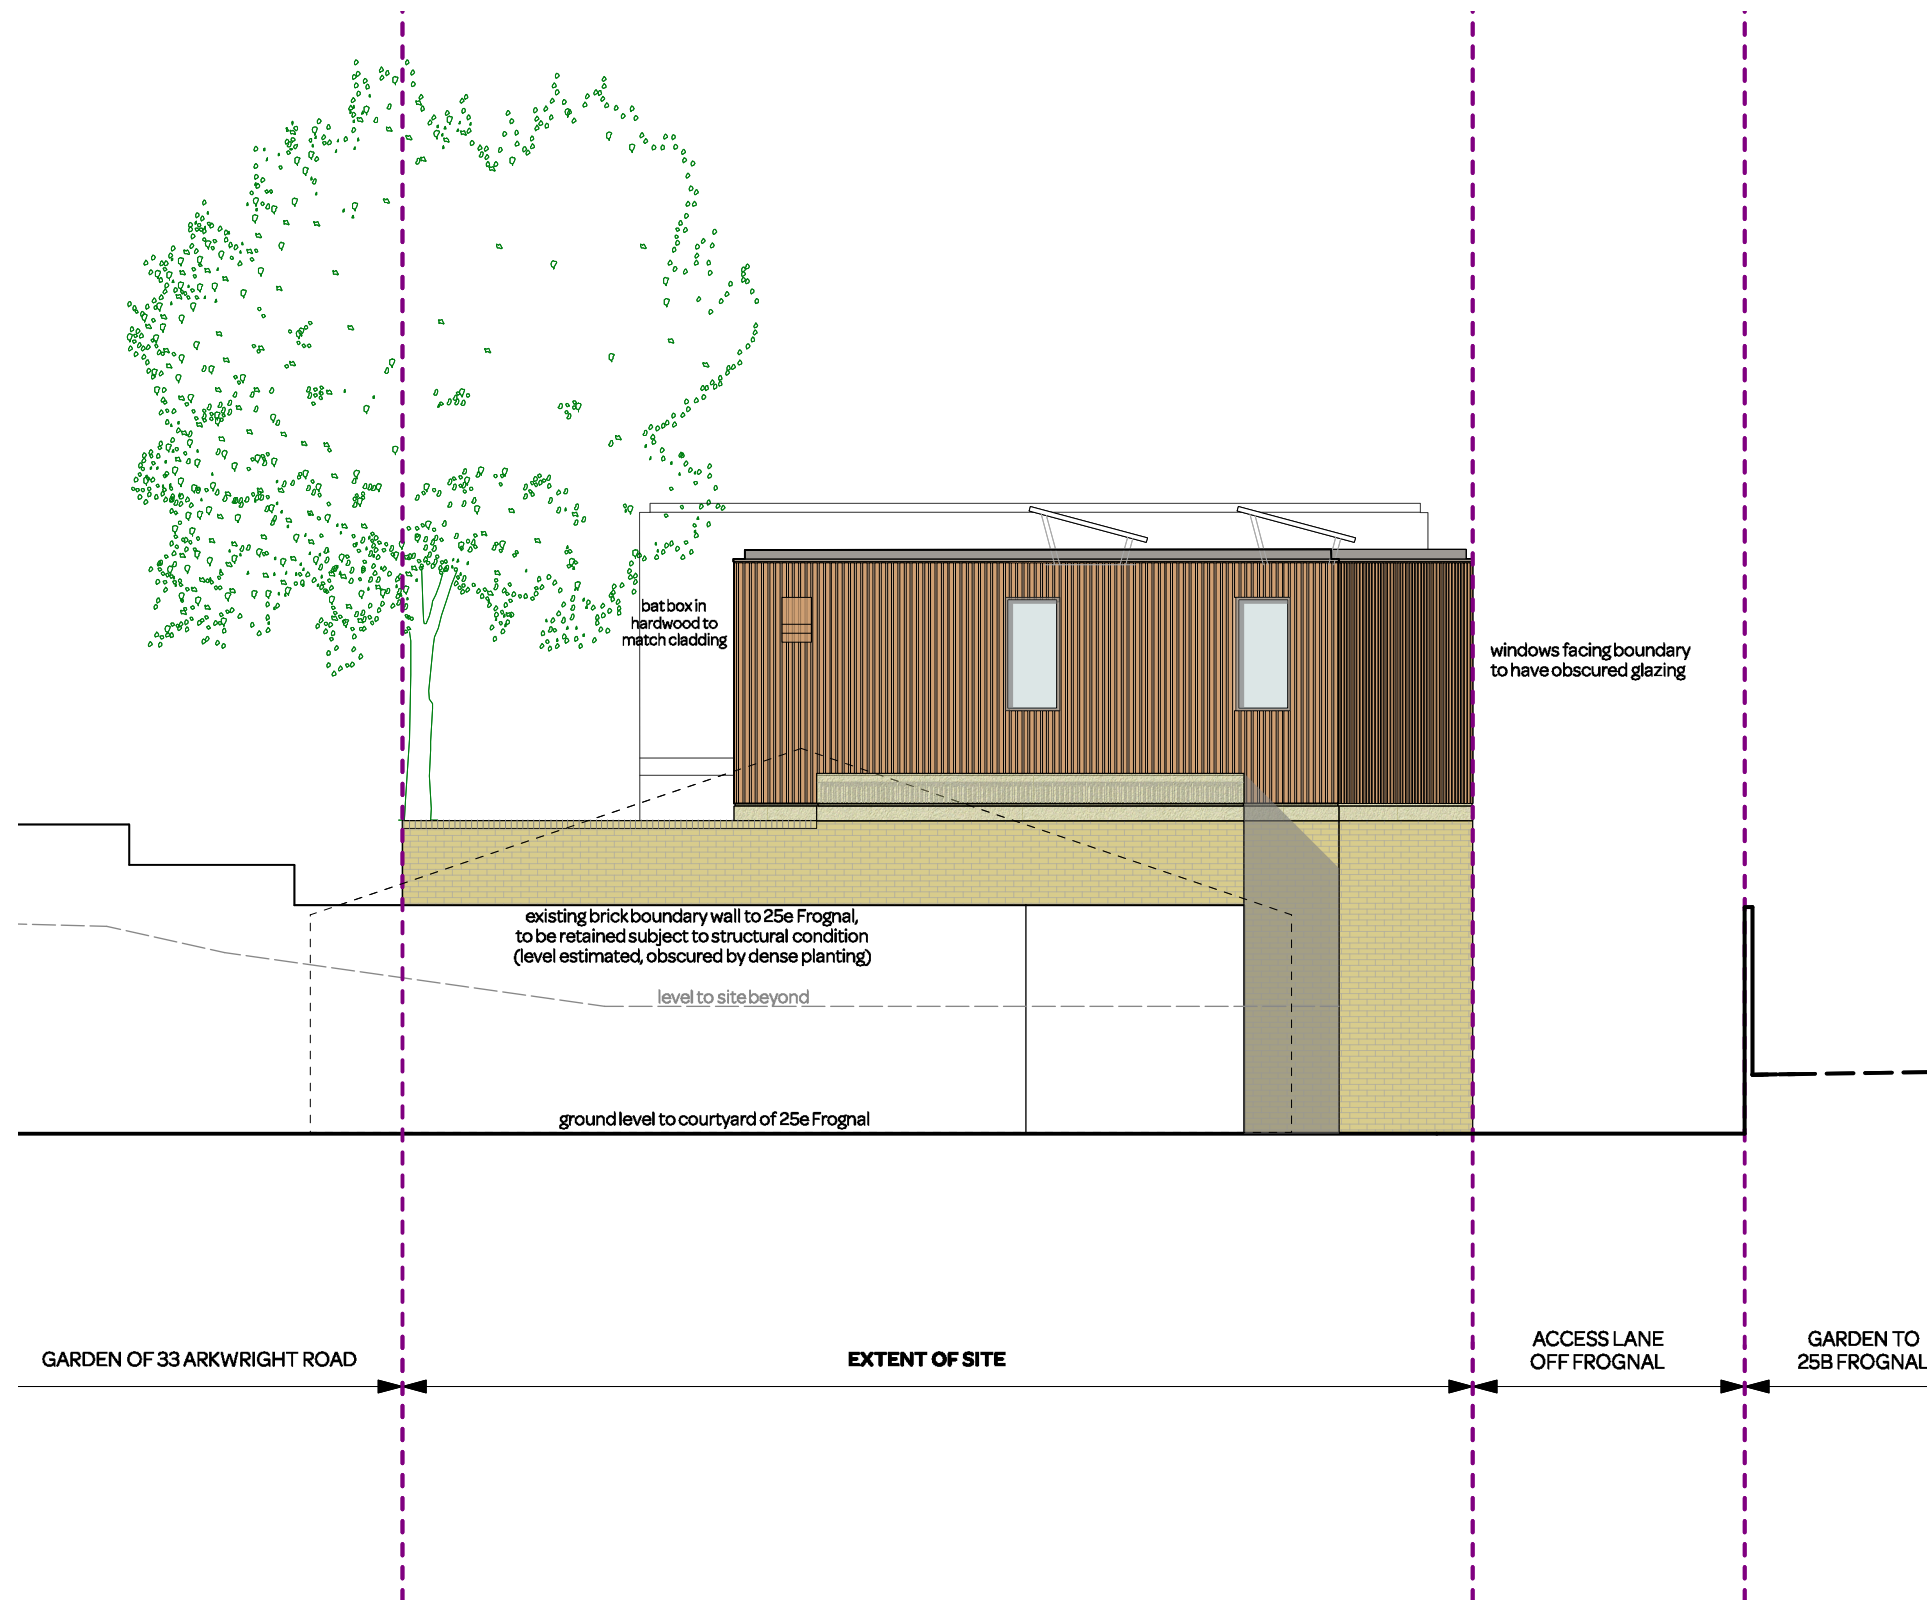 bat box in
hardwood to
match cladding
windows facing boundary
to have obscured glazing
existing brick boundary wall to 25e Frognal,
to be retained subject to structural condition
(level estimated, obscured by dense planting)
level to site beyond
ground level to courtyard of 25e Frognal
GARDEN OF 33 ARKWRIGHT ROAD
EXTENT OF SITE
ACCESS LANE
OFF FROGNAL
GARDEN TO
25B FROGNAL